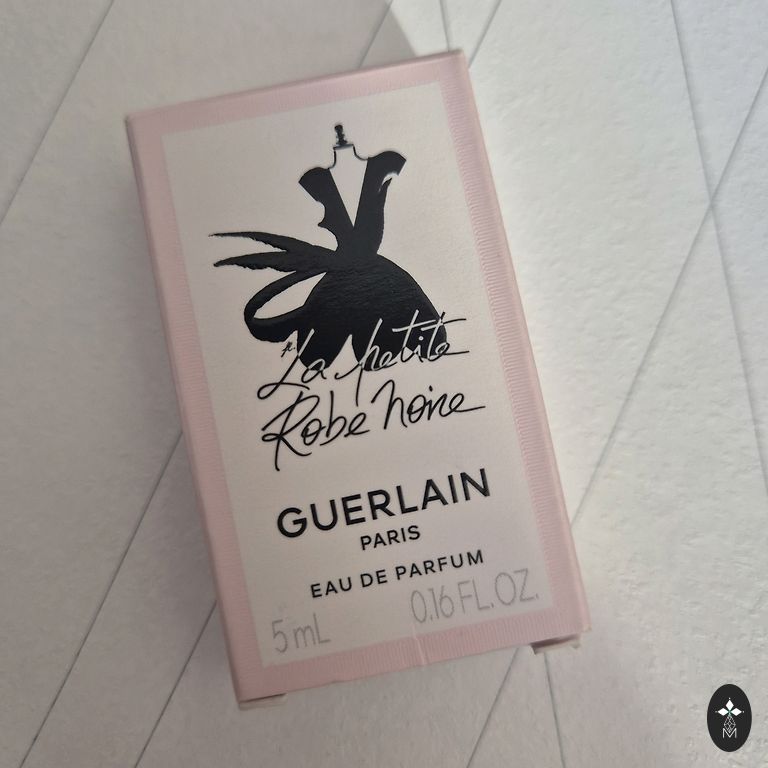 La petite
Robe noire
GUERLAIN
PARIS
EAU DE PARFUM
5 mL 0.16 FL. OZ.
M